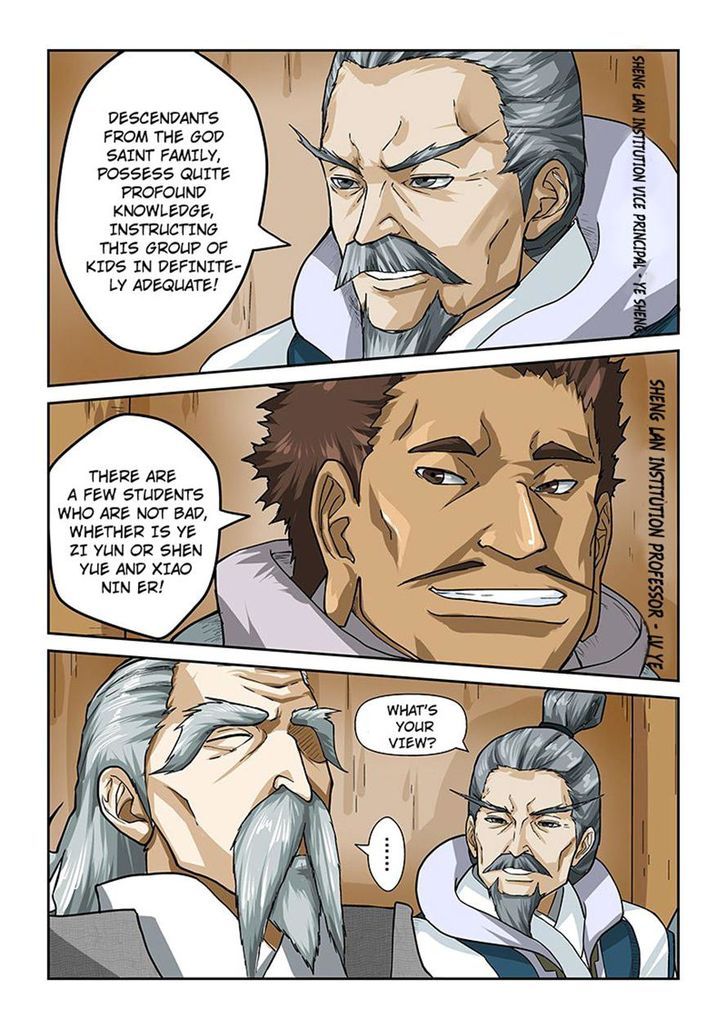 DESCENDANTS
FROM THE GOD
SAINT FAMILY,
POSSESS QUITE
PROFOUND
KNOWLEDGE,
INSTRUCTING
THIS GROUP OF
KIDS IN DEFINITE-
LY ADEQUATE!
SHENG LAN INSTITUTION VICE PRINCIPAL - YE SHENG
THERE ARE
A FEW STUDENTS
WHO ARE NOT BAD,
WHETHER IS YE
ZI YUN OR SHEN
YUE AND XIAO
NIN ER!
SHENG LAN INSTITUTION PROFESSOR - LV YE
WHAT'S
YOUR
VIEW?
......